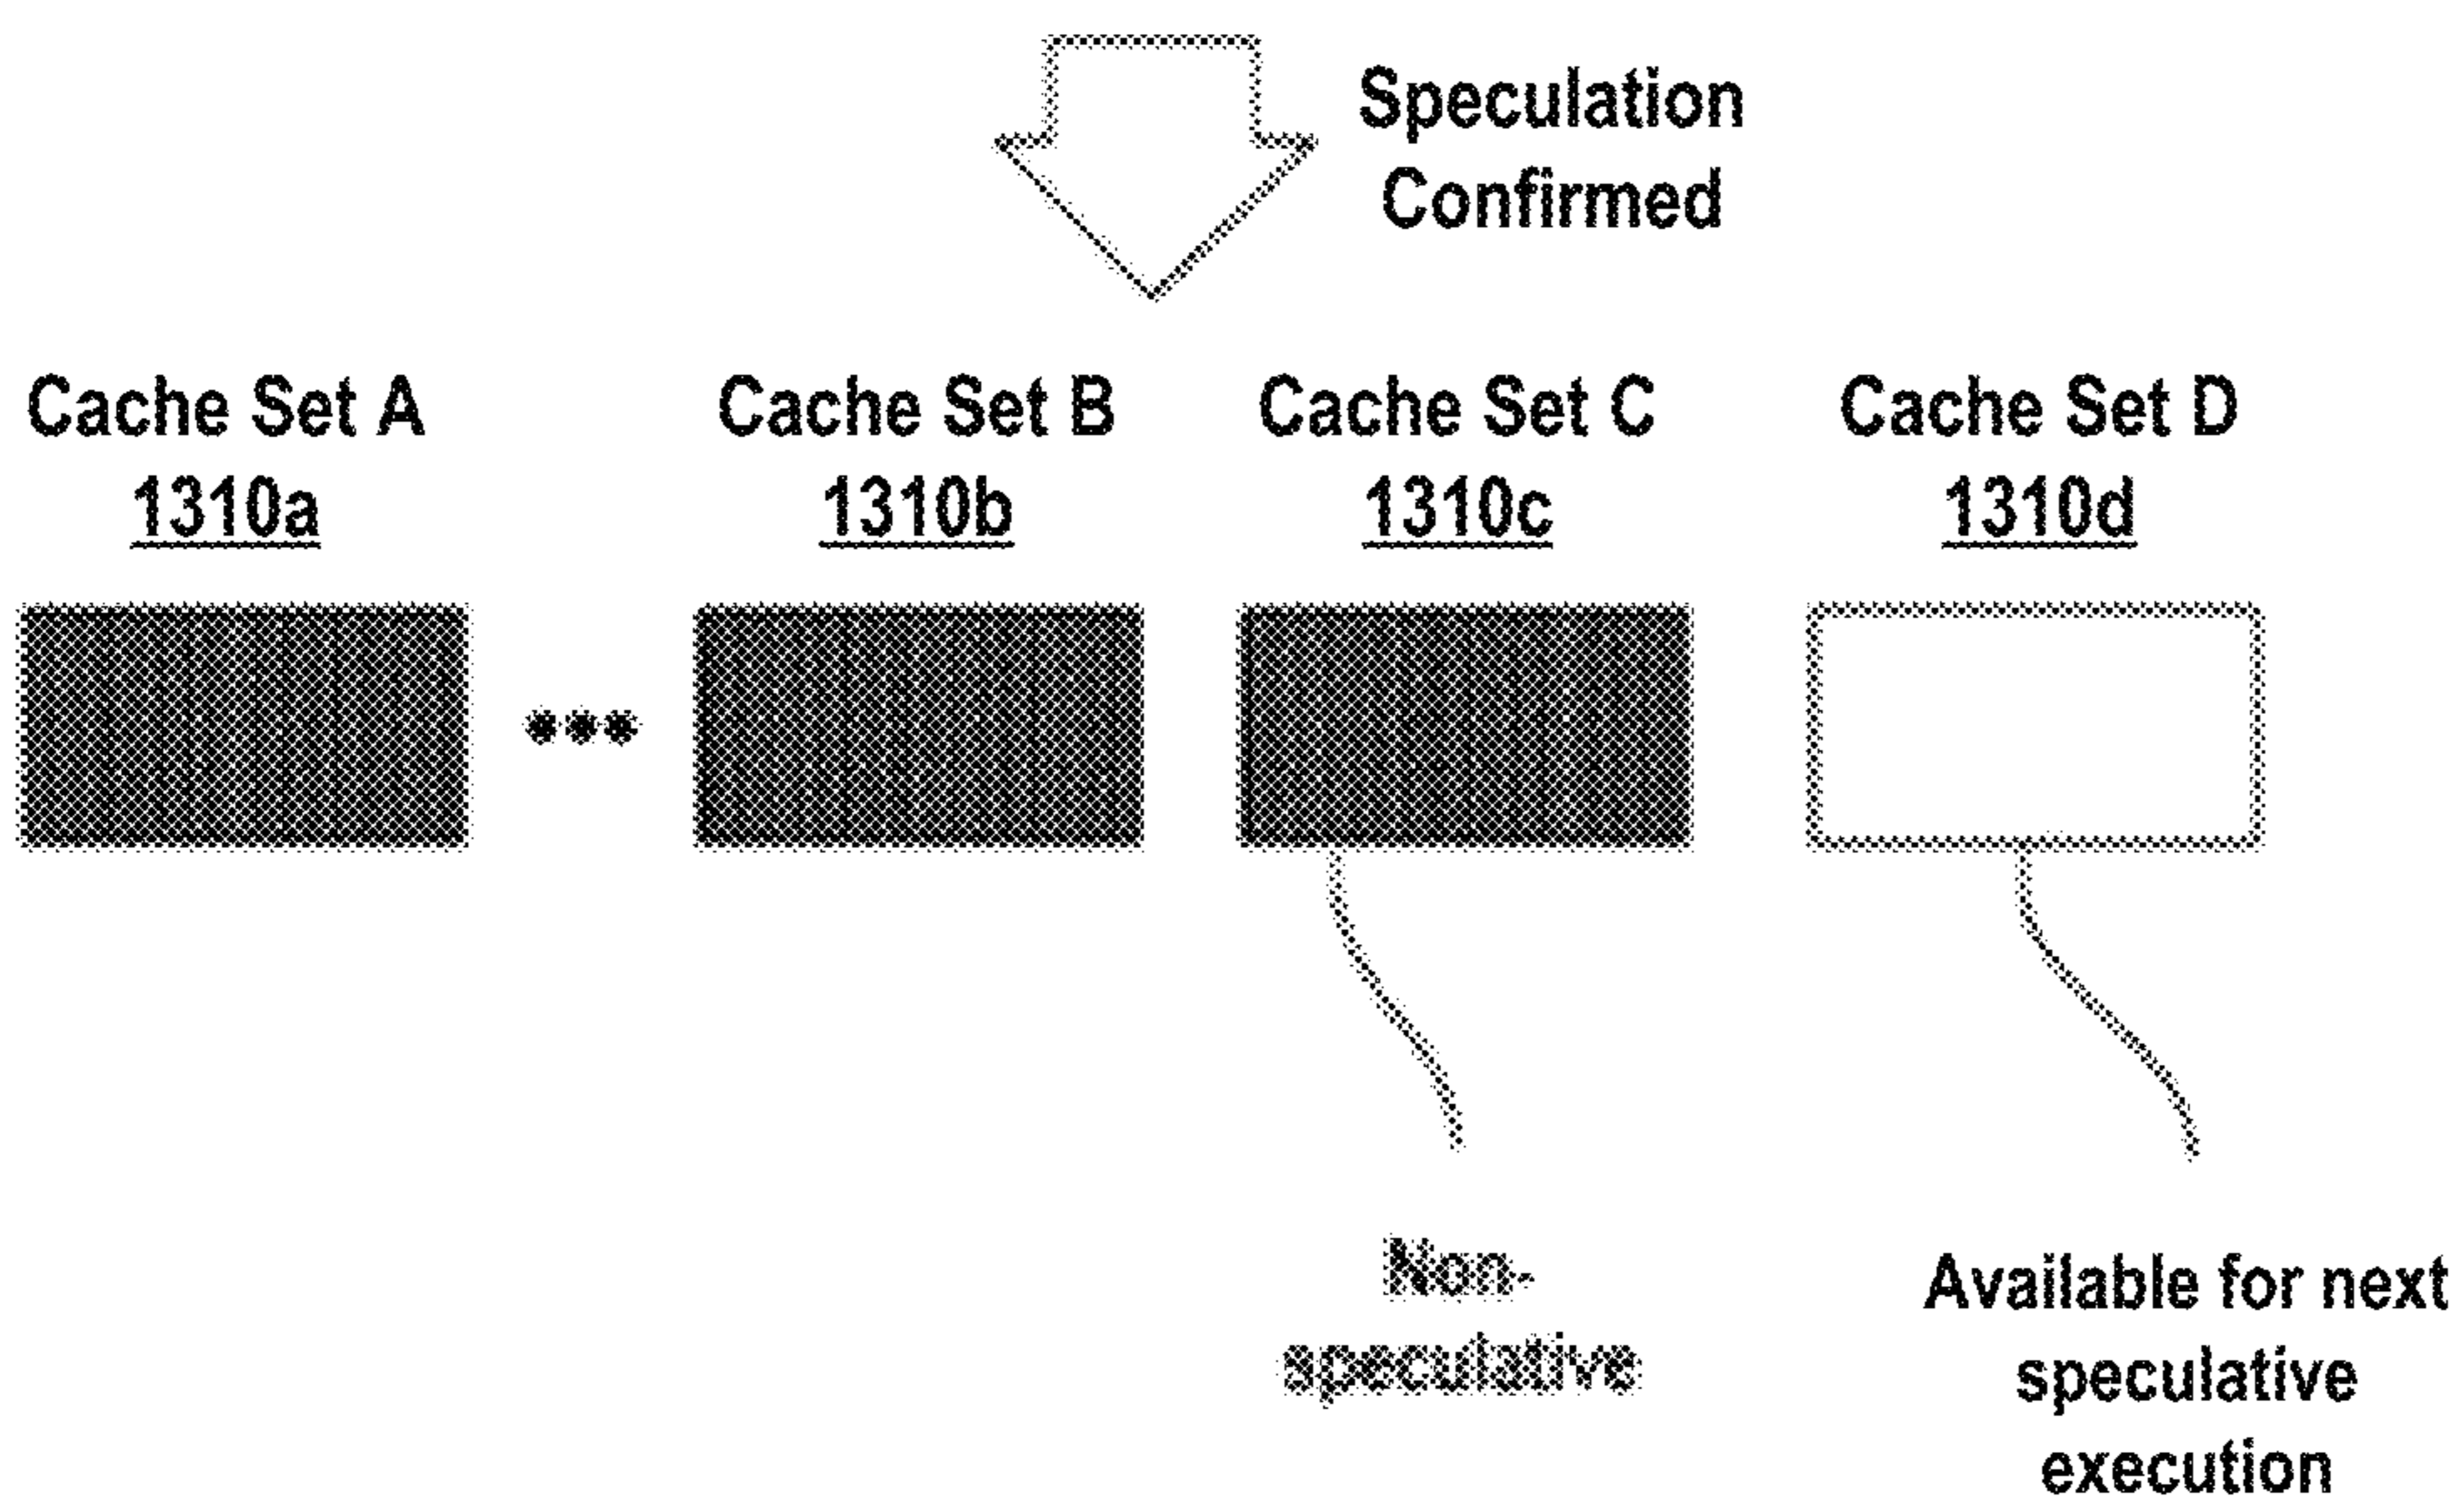 Speculation
Confirmed
Cache Set A
1310a
Cache Set B
1310b
Cache Set C
1310c
Cache Set D
1310d
Non-
speculative
Available for next
speculative
execution